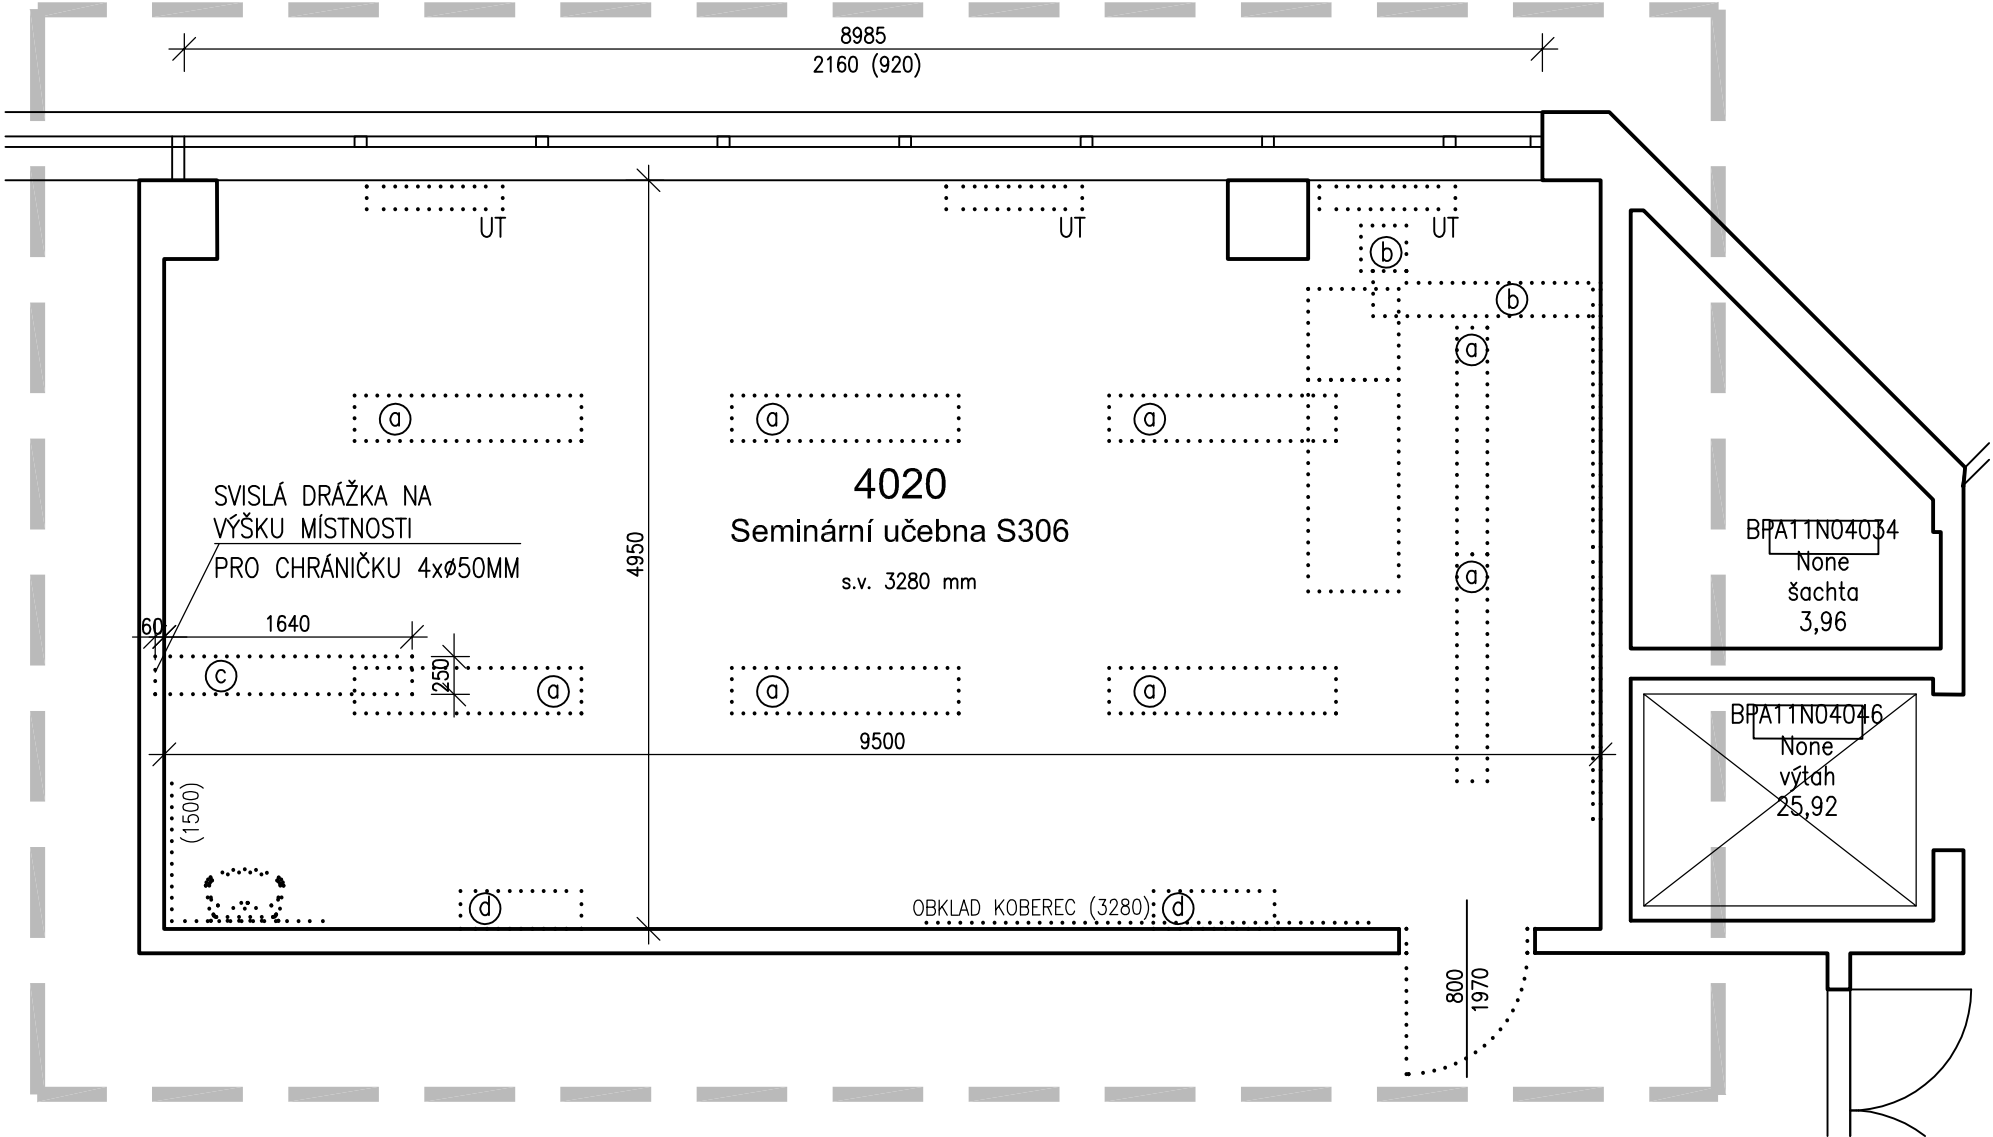 8985
2160 (920)
UT
UT
UT
b
b
a
a
a
a
4020
Seminární učebna S306
s.v. 3280 mm
SVISLÁ DRÁŽKA NA
VÝŠKU MÍSTNOSTI
PRO CHRÁNIČKU 4xø50MM
4950
a
BPA11N04034
None
šachta
3,96
60
1640
250
c
a
a
a
9500
BPA11N04046
None
výtah
25,92
(1500)
d
OBKLAD KOBEREC (3280)
d
800
1970